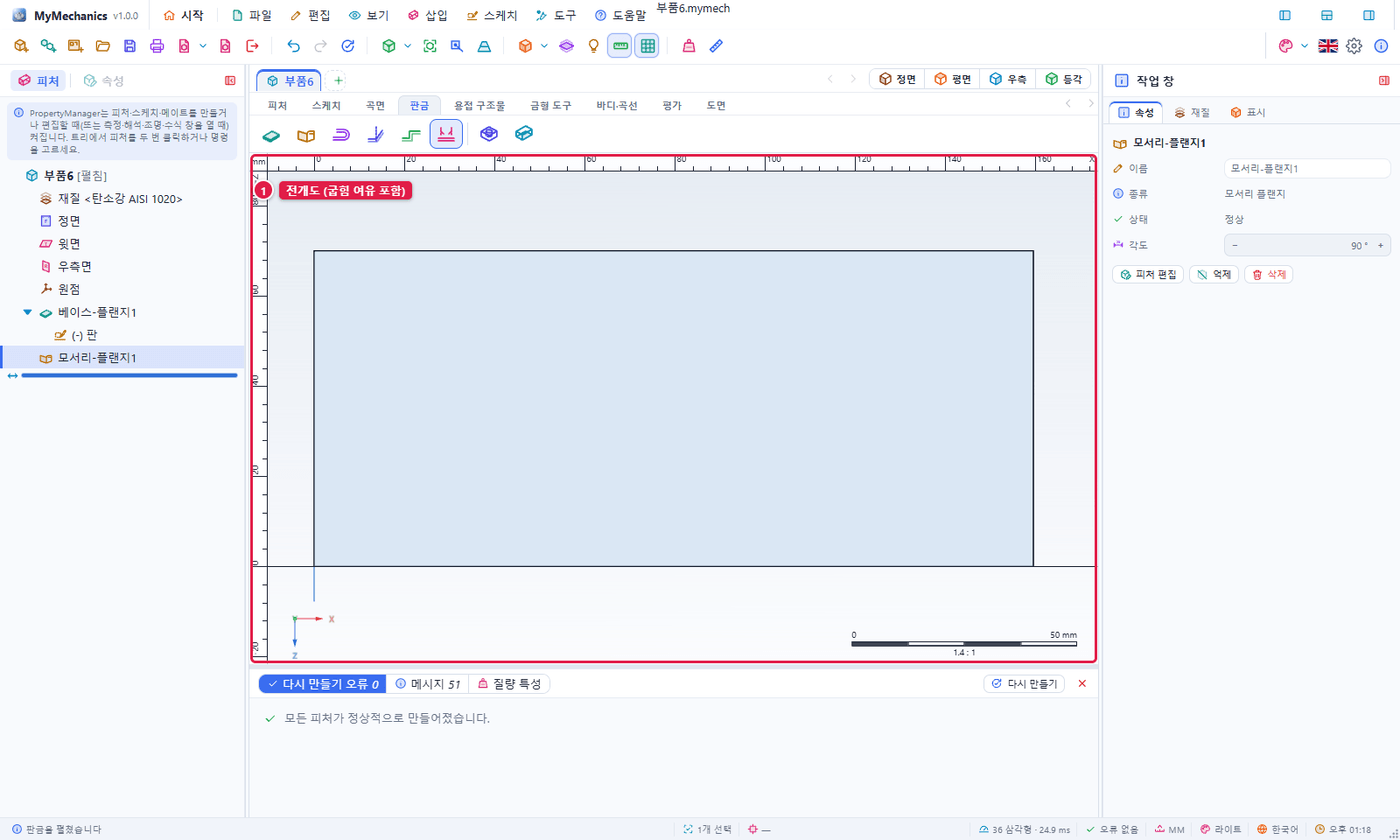 MyMechanics v1.0.0
시작 파일 편집 보기 삽입 스케치 도구 도움말 부품6.mymech
피처 속성
PropertyManager는 피처·스케치·메이트를 만들거
나 편집할 때(또는 측정·해석·조명·수식 창을 열 때)
켜집니다. 트리에서 피처를 두 번 클릭하거나 명령
을 고르세요.
부품6 [펼침]
재질 <탄소강 AISI 1020>
정면
윗면
우측면
원점
베이스-플랜지1
(-) 판
모서리-플랜지1
부품6
정면 평면 우측 등각
피처 스케치 곡면 판금 용접 구조물 금형 도구 바디·곡선 평가 도면
mm 0 20 40 60 80 100 120 140 160
1 전개도 (굽힘 여유 포함)
60
40
20
0
-20
X
Z
0 50 mm
1.4 : 1
다시 만들기 오류 0 메시지 51 질량 특성 다시 만들기
모든 피처가 정상적으로 만들어졌습니다.
작업 창
속성 재질 표시
모서리-플랜지1
이름 모서리-플랜지1
종류 모서리 플랜지
상태 정상
각도 − 90 ° +
피처 편집 억제 삭제
판금을 펼쳤습니다 1개 선택 — 36 삼각형 · 24.9 ms 오류 없음 MM 라이트 한국어 오후 01:18